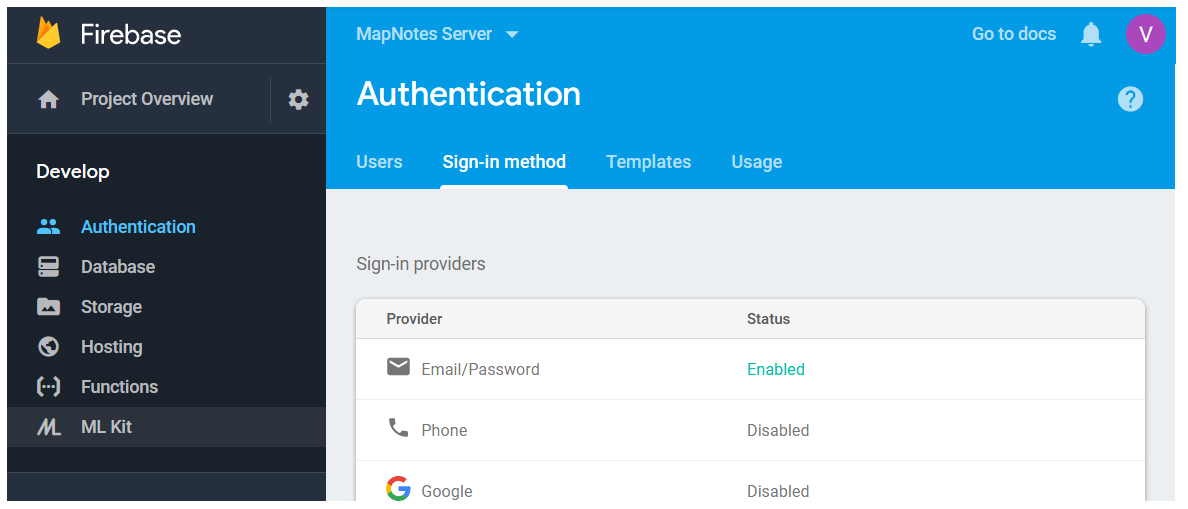 Firebase
MapNotes Server
Go to docs
V
Project Overview
Authentication
?
Users
Sign-in method
Templates
Usage
Develop
Authentication
Database
Storage
Hosting
Functions
ML Kit
Sign-in providers
Provider Status
Email/Password Enabled
Phone Disabled
Google Disabled